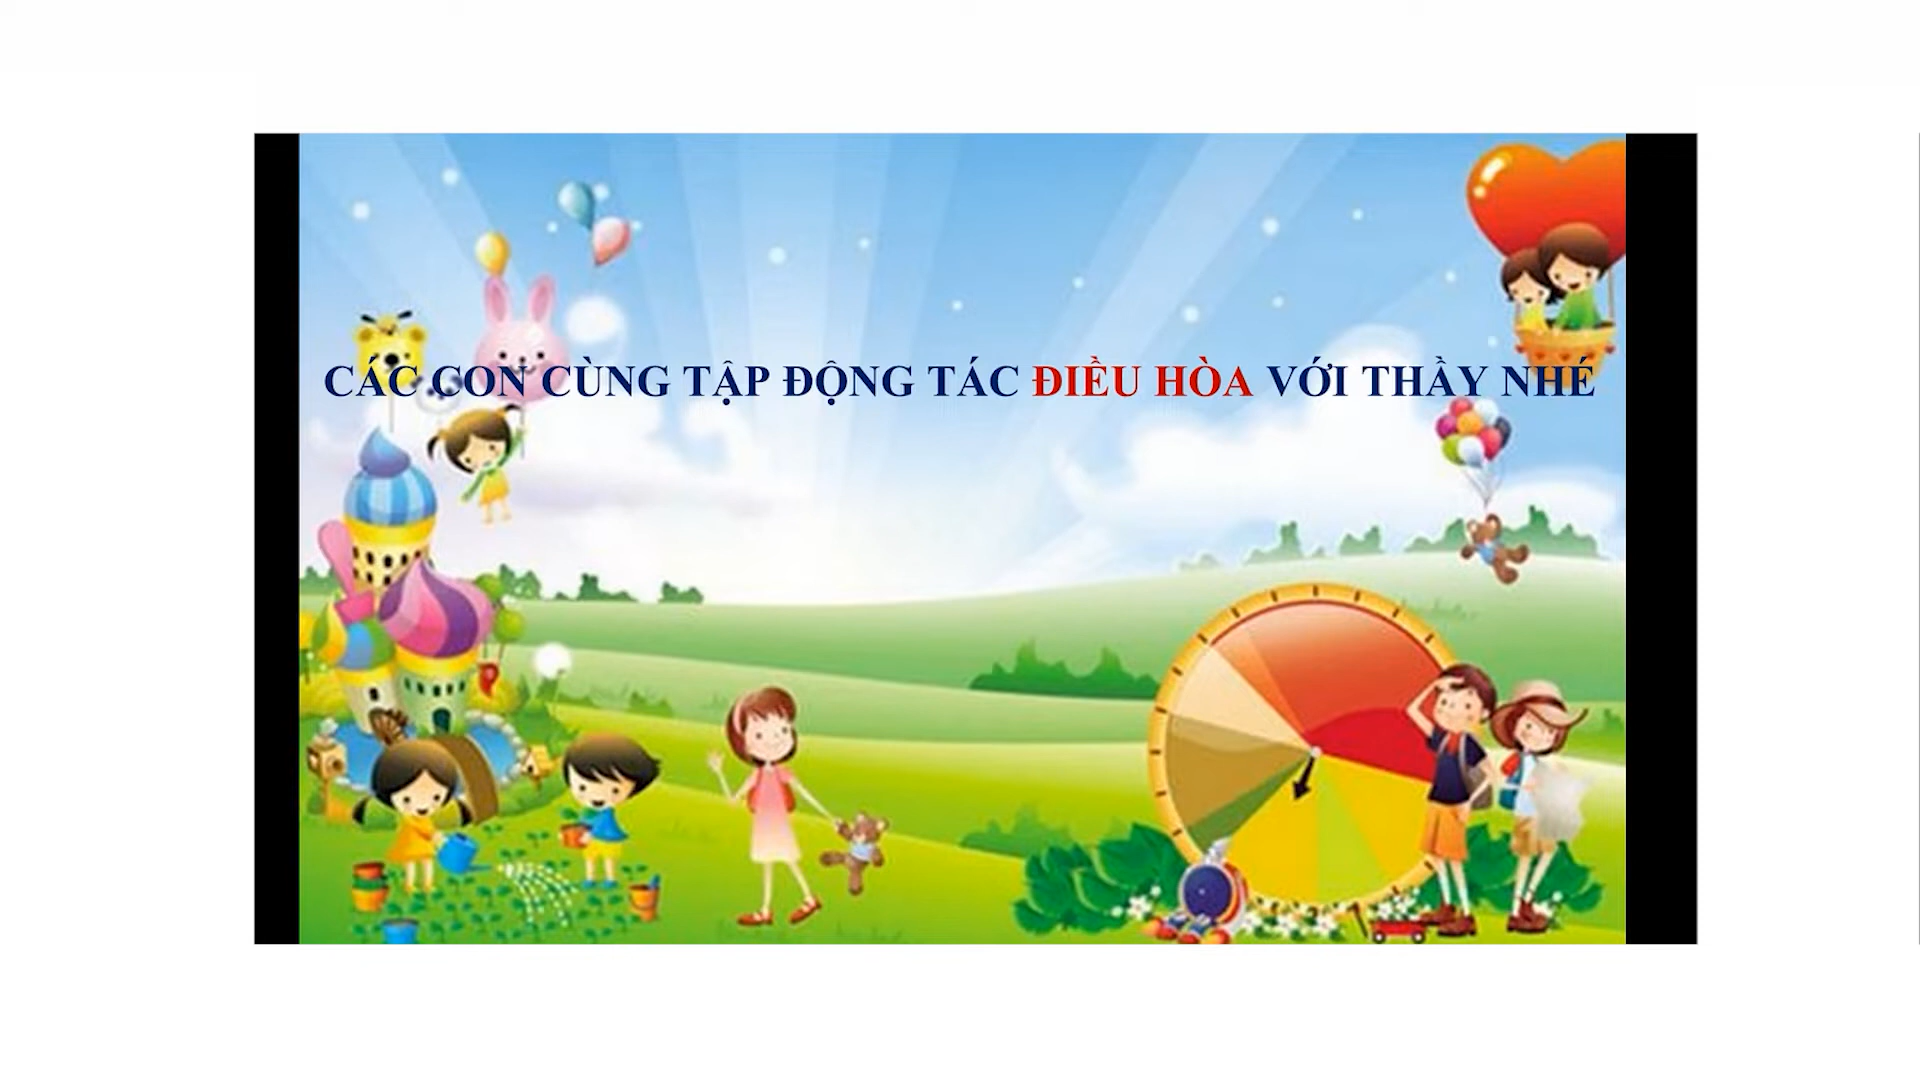 CÁC CON CÙNG TẬP ĐỘNG TÁC ĐIỀU HÒA VỚI THẦY NHÉ